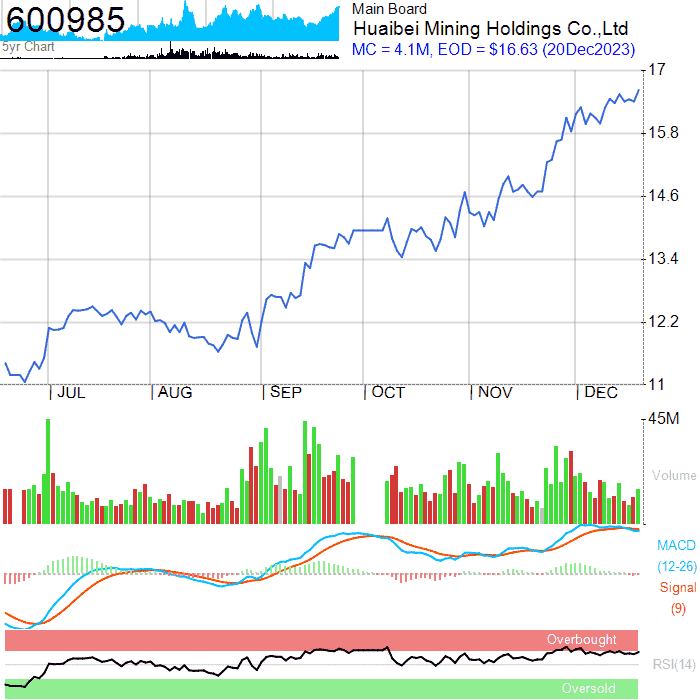 600985
5yr Chart
Main Board
Huaibei Mining Holdings Co.,Ltd
MC = 4.1M, EOD = $16.63 (20Dec2023)
17
15.8
14.6
13.4
12.2
11
JUL
AUG
SEP
OCT
NOV
DEC
45M
Volume
MACD
(12-26)
Signal
(9)
Overbought
RSI(14)
Oversold